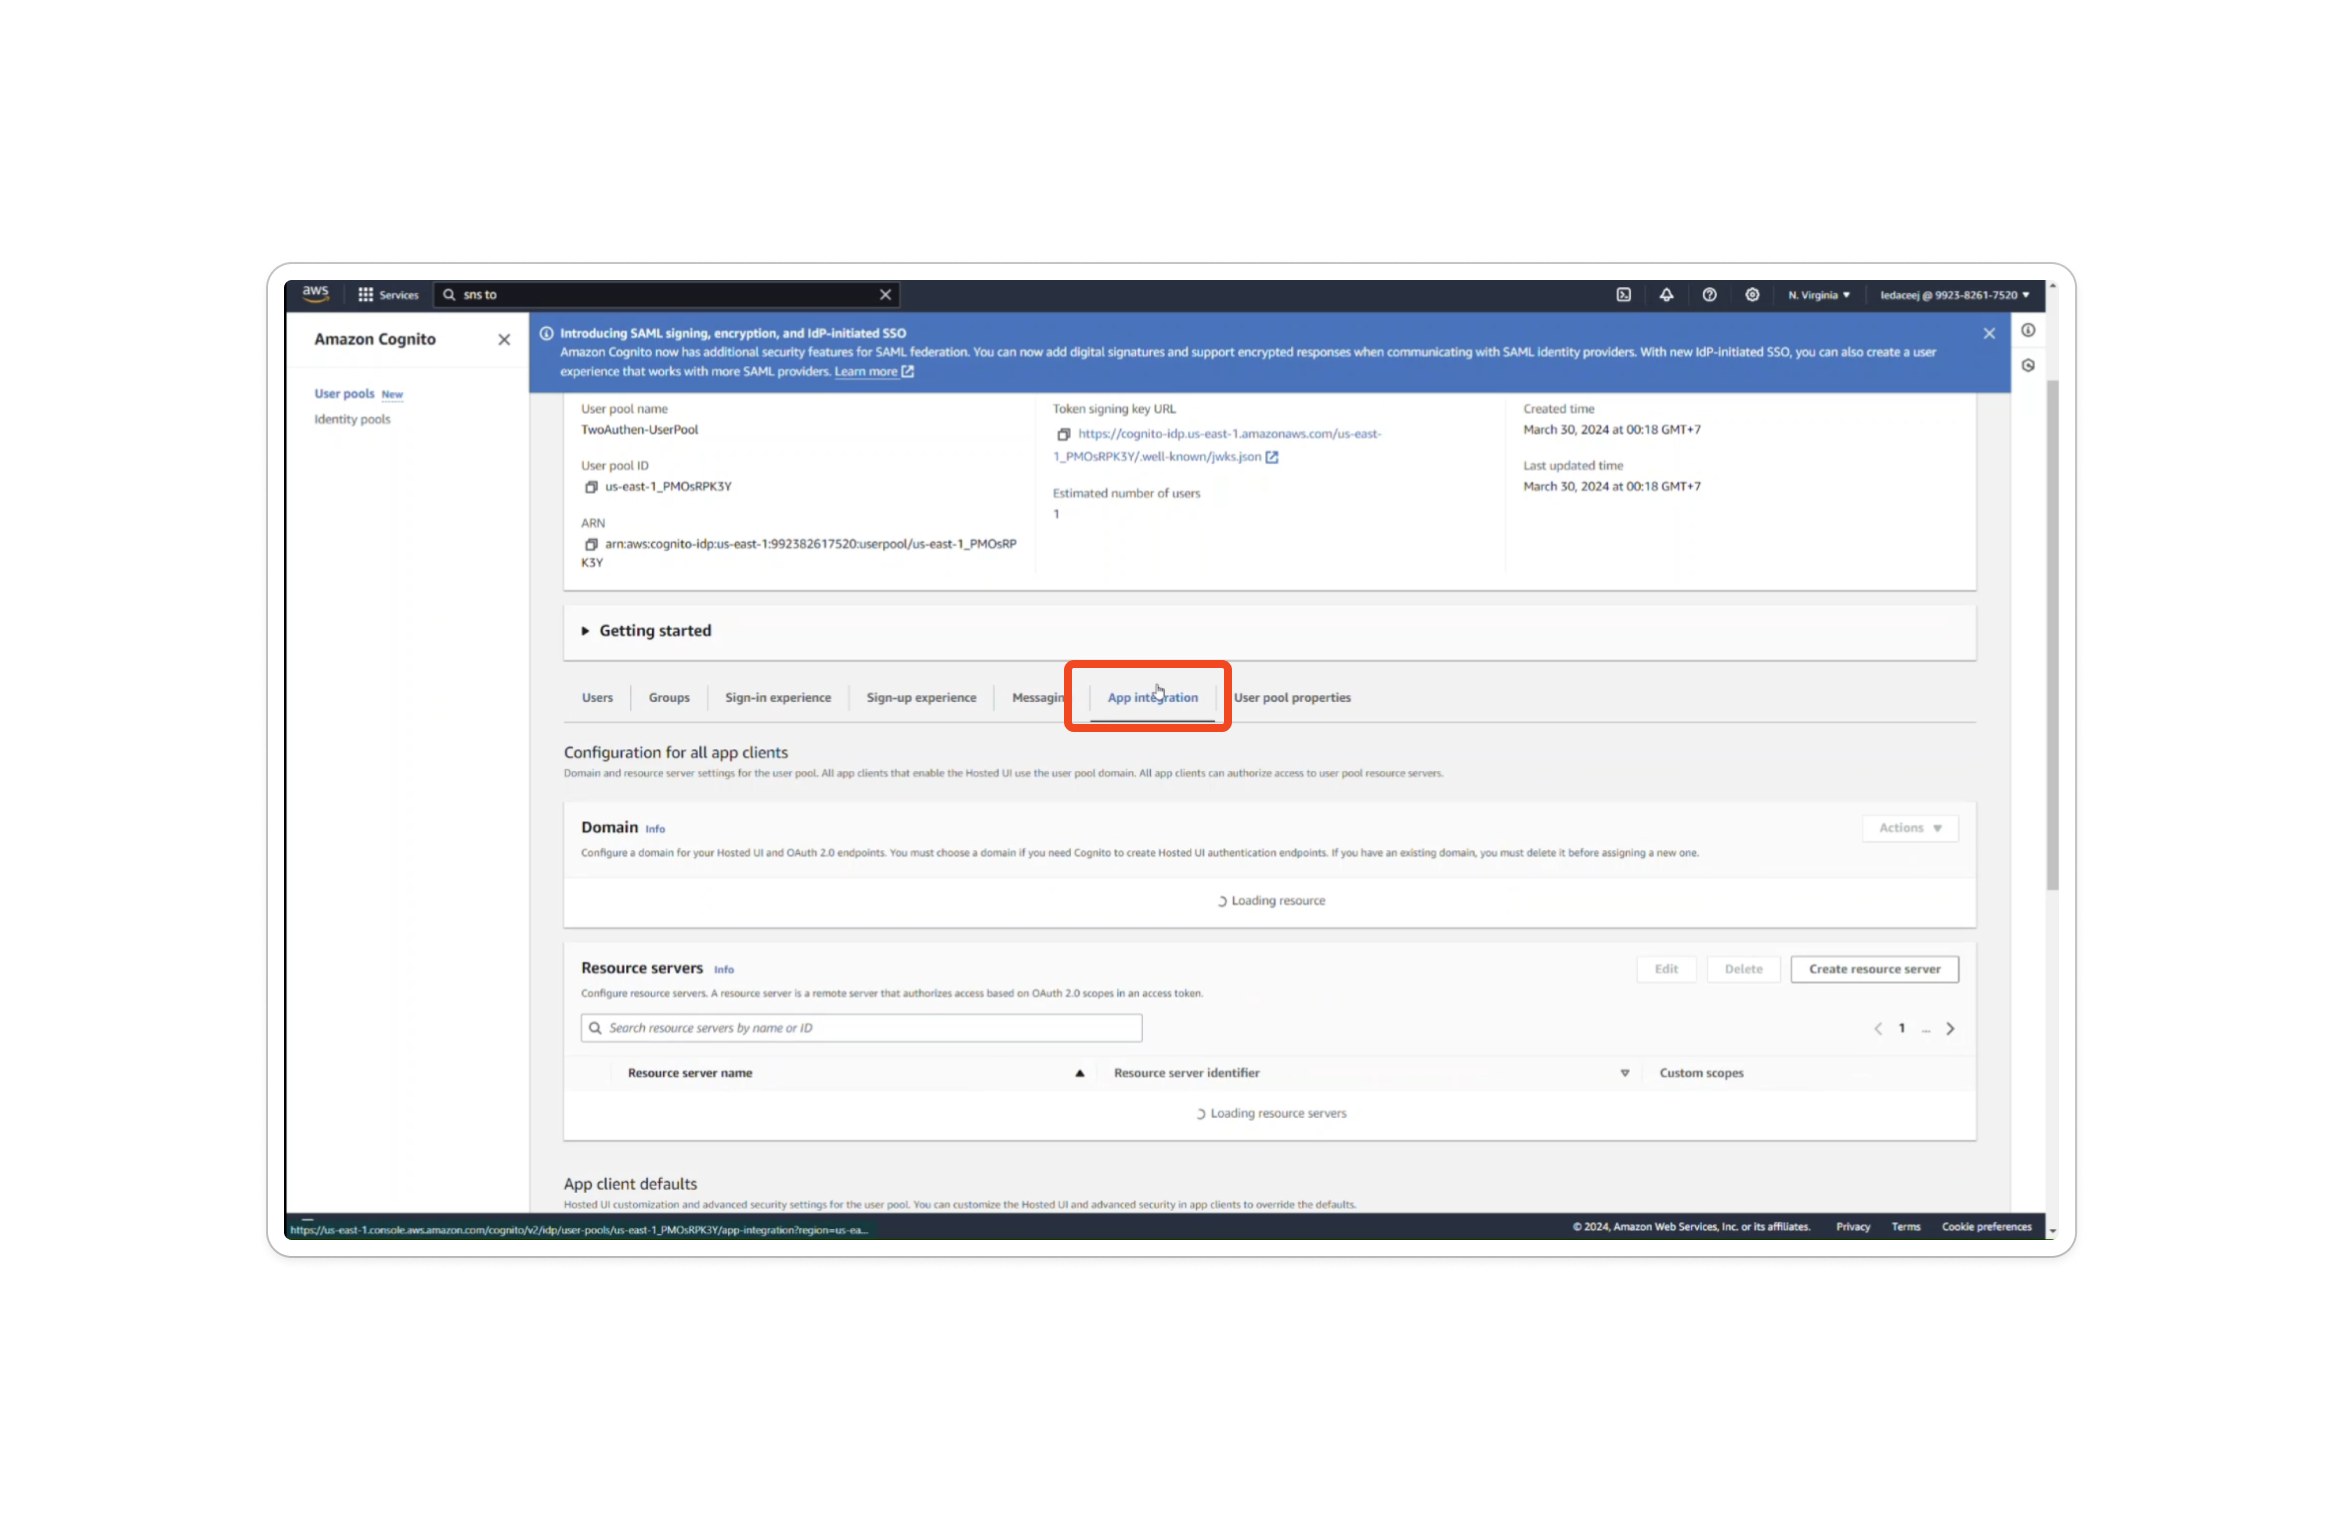 aws
Services
sns to
N. Virginia
ledaceej @ 9923-8261-7520
Amazon Cognito
User pools New
Identity pools
Introducing SAML signing, encryption, and IdP-initiated SSO
Amazon Cognito now has additional security features for SAML federation. You can now add digital signatures and support encrypted responses when communicating with SAML identity providers. With new IdP-initiated SSO, you can also create a user
experience that works with more SAML providers. Learn more
User pool name
TwoAuthen-UserPool
User pool ID
us-east-1_PMOsRPK3Y
ARN
arn:aws:cognito-idp:us-east-1:992382617520:userpool/us-east-1_PMOsRP
K3Y
Token signing key URL
https://cognito-idp.us-east-1.amazonaws.com/us-east-
1_PMOsRPK3Y/.well-known/jwks.json
Estimated number of users
1
Created time
March 30, 2024 at 00:18 GMT+7
Last updated time
March 30, 2024 at 00:18 GMT+7
Getting started
Users
Groups
Sign-in experience
Sign-up experience
Messagin
App integration
User pool properties
Configuration for all app clients
Domain and resource server settings for the user pool. All app clients that enable the Hosted UI use the user pool domain. All app clients can authorize access to user pool resource servers.
Domain Info
Actions
Configure a domain for your Hosted UI and OAuth 2.0 endpoints. You must choose a domain if you need Cognito to create Hosted UI authentication endpoints. If you have an existing domain, you must delete it before assigning a new one.
Loading resource
Resource servers Info
Edit
Delete
Create resource server
Configure resource servers. A resource server is a remote server that authorizes access based on OAuth 2.0 scopes in an access token.
Search resource servers by name or ID
1 ...
Resource server name
Resource server identifier
Custom scopes
Loading resource servers
App client defaults
Hosted UI customization and advanced security settings for the user pool. You can customize the Hosted UI and advanced security in app clients to override the defaults.
https://us-east-1.console.aws.amazon.com/cognito/v2/idp/user-pools/us-east-1_PMOsRPK3Y/app-integration?region=us-ea...
© 2024, Amazon Web Services, Inc. or its affiliates.
Privacy
Terms
Cookie preferences